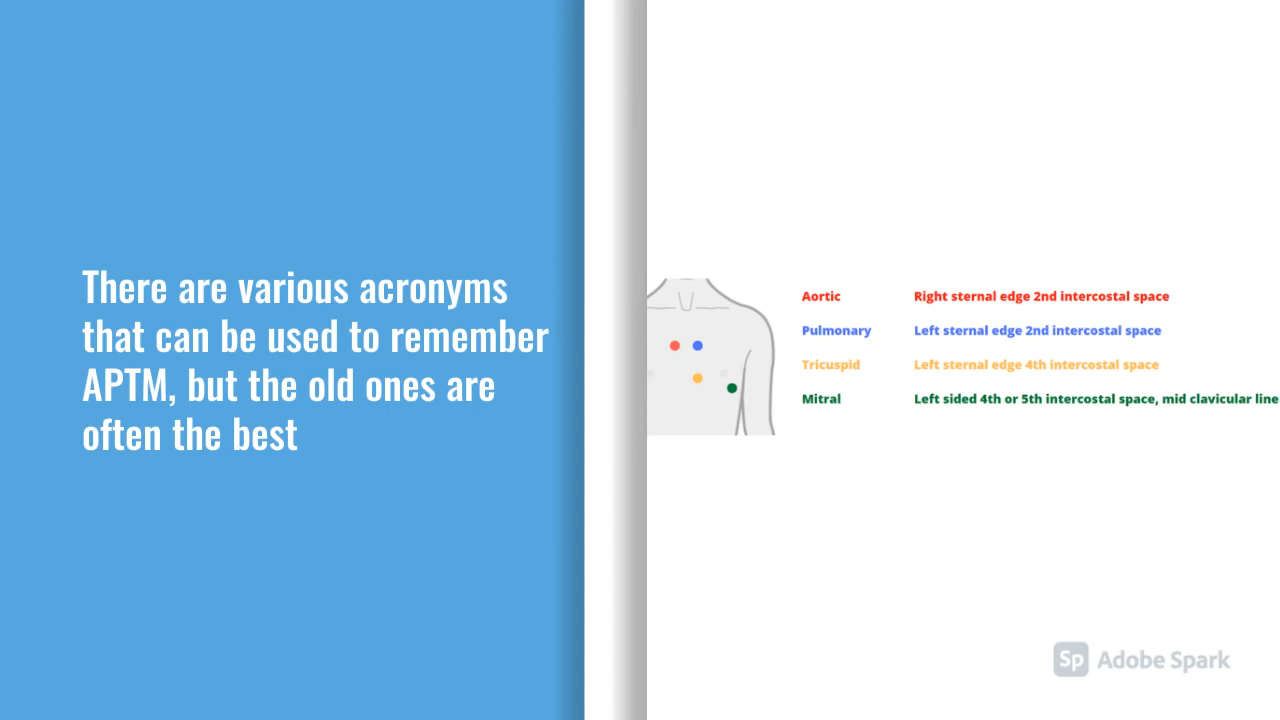 There are various acronyms
that can be used to remember
APTM, but the old ones are
often the best
Aortic Right sternal edge 2nd intercostal space
Pulmonary Left sternal edge 2nd intercostal space
Tricuspid Left sternal edge 4th intercostal space
Mitral Left sided 4th or 5th intercostal space, mid clavicular line
Sp Adobe Spark